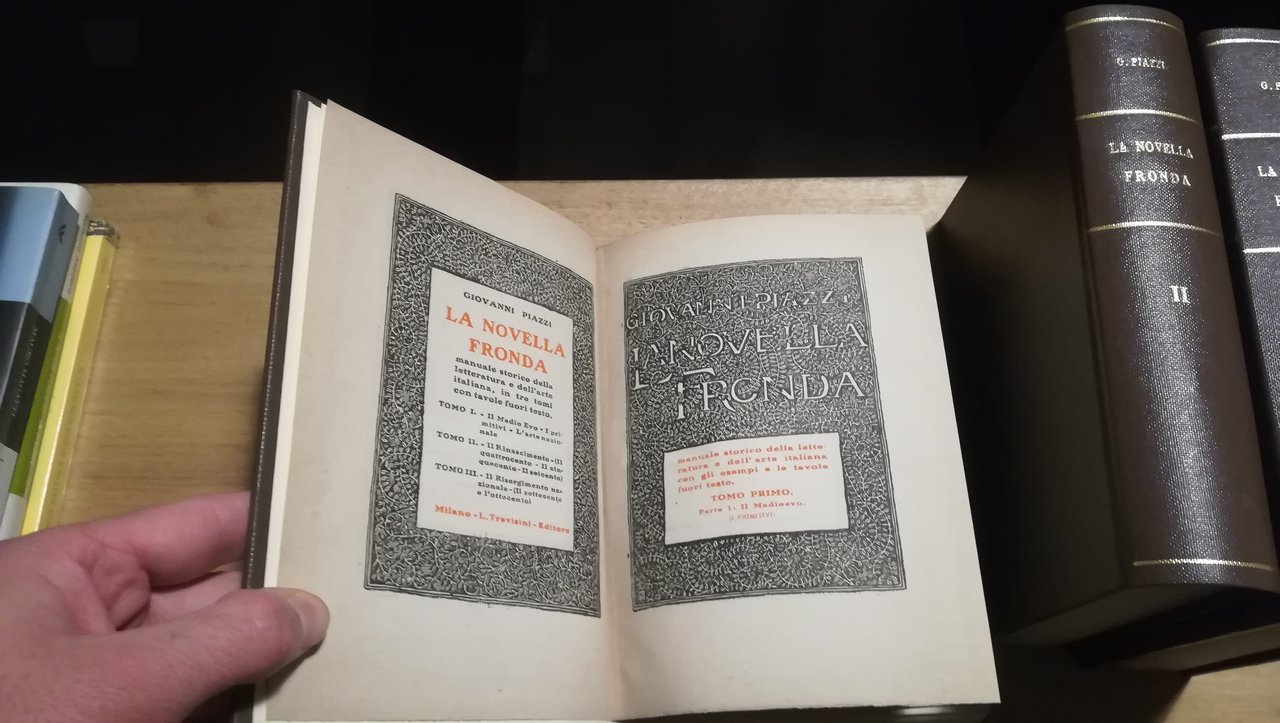 GIOVANNI PIAZZI
LA NOVELLA
FRONDA
manuale storico della
letteratura e dell'arte
italiana, in tre tomi
con tavole fuori testo.
TOMO I. - Il Medio Evo - I pri-
mitivi - L'arte nazio-
nale
TOMO II. - Il Rinascimento - (Il
quattrocento - Il cin-
quecento - Il seicento)
TOMO III. - Il Risorgimento na-
zionale - (Il settecento
e l'ottocento)
Milano - L. Trevisini - Editore
GIOVANNI PIAZZI
LA NOVELLA
FRONDA
manuale storico della lette-
ratura e dell'arte italiana
con gli esempi e le tavole
fuori testo.
TOMO PRIMO.
Parte I: Il Medioevo.
(I PRIMITIVI)
G. PIAZZI
LA NOVELLA
FRONDA
II
G. P
LA